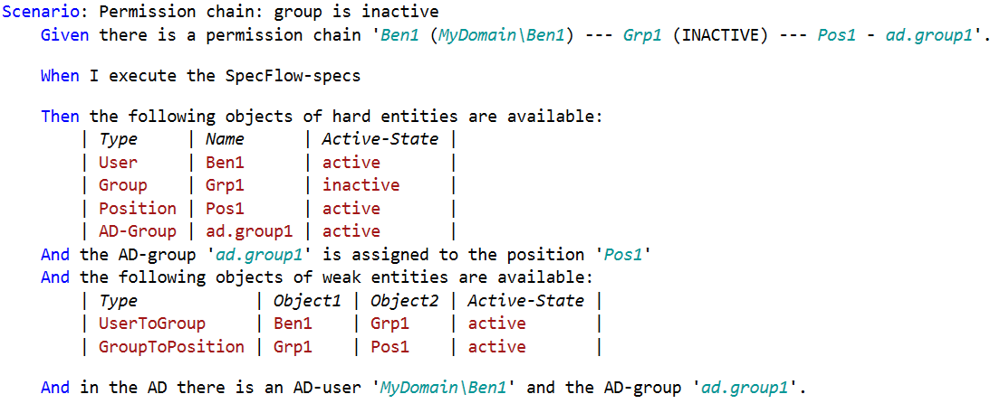 Scenario: Permission chain: group is inactive
Given there is a permission chain 'Ben1 (MyDomain\Ben1) --- Grp1 (INACTIVE) --- Pos1 - ad.group1'.
When I execute the SpecFlow-specs
Then the following objects of hard entities are available:
| Type | Name | Active-State |
| User | Ben1 | active |
| Group | Grp1 | inactive |
| Position | Pos1 | active |
| AD-Group | ad.group1 | active |
And the AD-group 'ad.group1' is assigned to the position 'Pos1'
And the following objects of weak entities are available:
| Type | Object1 | Object2 | Active-State |
| UserToGroup | Ben1 | Grp1 | active |
| GroupToPosition | Grp1 | Pos1 | active |
And in the AD there is an AD-user 'MyDomain\Ben1' and the AD-group 'ad.group1'.